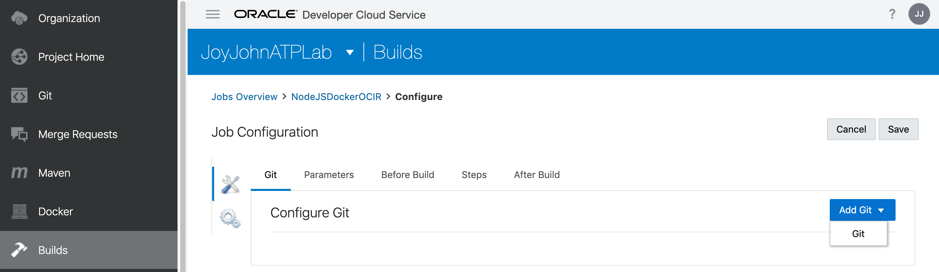 Organization
Project Home
Git
Merge Requests
Maven
Docker
Builds
ORACLE® Developer Cloud Service
? JJ
JoyJohnATPLab | Builds
Jobs Overview > NodeJSDockerOCIR > Configure
Job Configuration
Cancel Save
Git Parameters Before Build Steps After Build
Configure Git
Add Git
Git